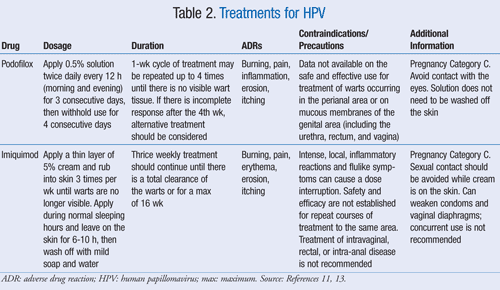 Table 2. Treatments for HPV
Contraindications/ Additional
Drug Dosage Duration ADRs Precautions Information
Podofilox Apply 0.5% solution 1-wk cycle of treatment may Burning, pain, Data not available on the Pregnancy Category C.
twice daily every 12 h be repeated up to 4 times inflammation, safe and effective use for Avoid contact with the
(morning and evening) until there is no visible wart erosion, treatment of warts occurring eyes. Solution does not need
for 3 consecutive days, tissue. If there is incomplete itching in the perianal area or on to be washed off
then withhold use for response after the 4th wk, mucous membranes of the the skin
4 consecutive days alternative treatment genital area (including the
should be considered urethra, rectum, and vagina)
Imiquimod Apply a thin layer of Thrice weekly treatment Burning, pain, Intense, local, inflammatory Pregnancy Category C.
5% cream and rub should continue until erythema, reactions and flulike symp- Sexual contact should
into skin 3 times per there is a total clearance erosion, toms can cause a dose be avoided while cream
wk until warts are no of the warts or for a max itching interruption. Safety and is on the skin. Can
longer visible. Apply of 16 wk efficacy are not established weaken condoms and
during normal sleeping for repeat courses of vaginal diaphragms;
hours and leave on the treatment to the same area. concurrent use is not
skin for 6-10 h, then Treatment of intravaginal, recommended
wash off with mild rectal, or intra-anal disease
soap and water is not recommended
ADR: adverse drug reaction; HPV: human papillomavirus; max: maximum. Source: References 11, 13.